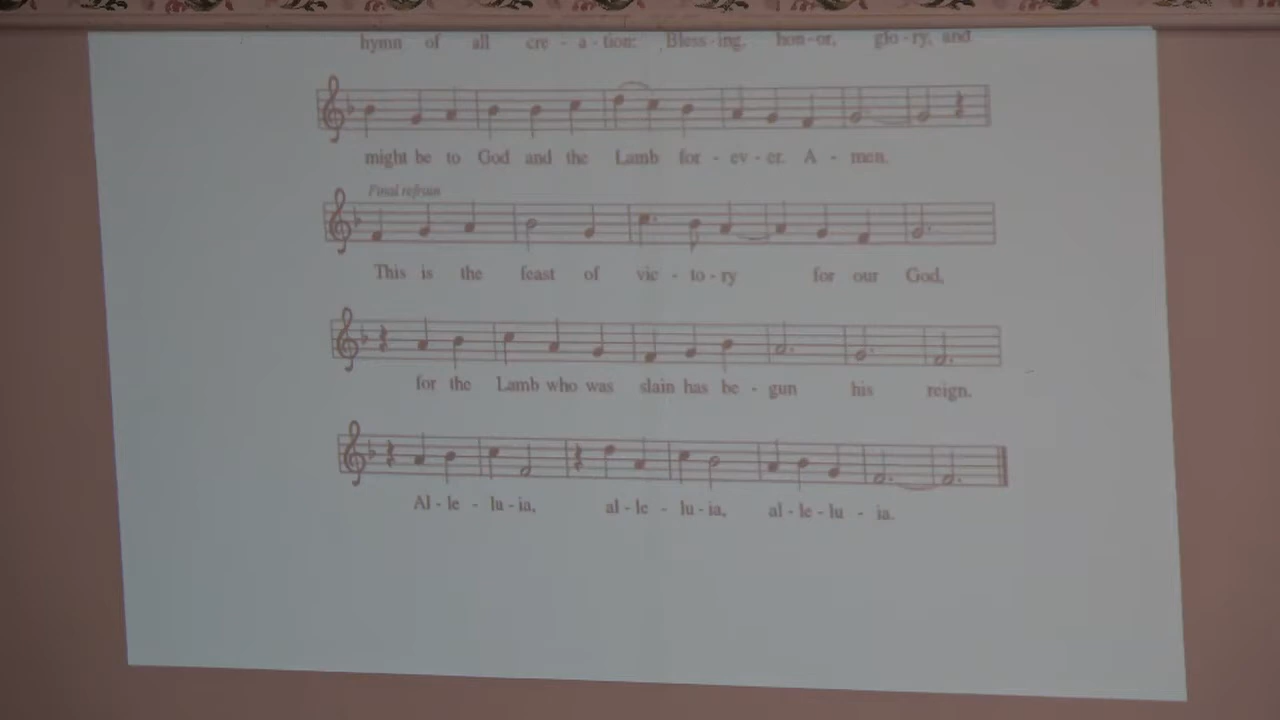 hymn of all cre - a - tion: Bless - ing, hon - or, glo - ry, and
might be to God and the Lamb for - ev - er. A - men.
Final refrain
This is the feast of vic - to - ry for our God,
for the Lamb who was slain has be - gun his reign.
Al - le - lu - ia, al - le - lu - ia, al - le - lu - ia.